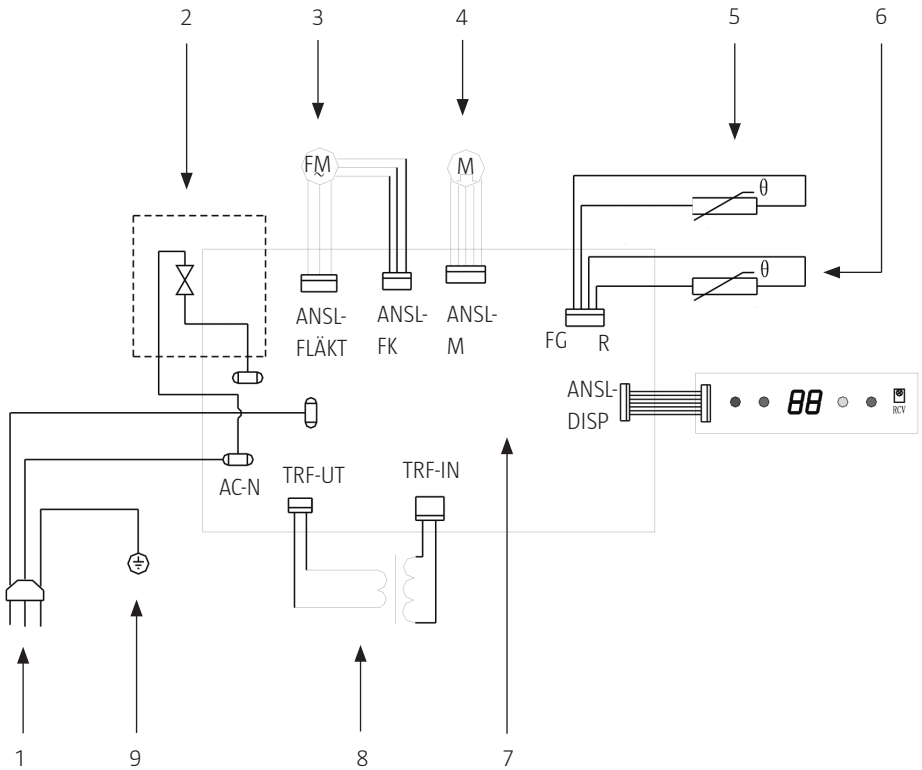 2
3
4
5
6
FM
~
M
θ
θ
ANSL-
FLÄKT
ANSL-
FK
ANSL-
M
FG
R
ANSL-
DISP
88
RCV
AC-N
TRF-UT
TRF-IN
1
9
8
7